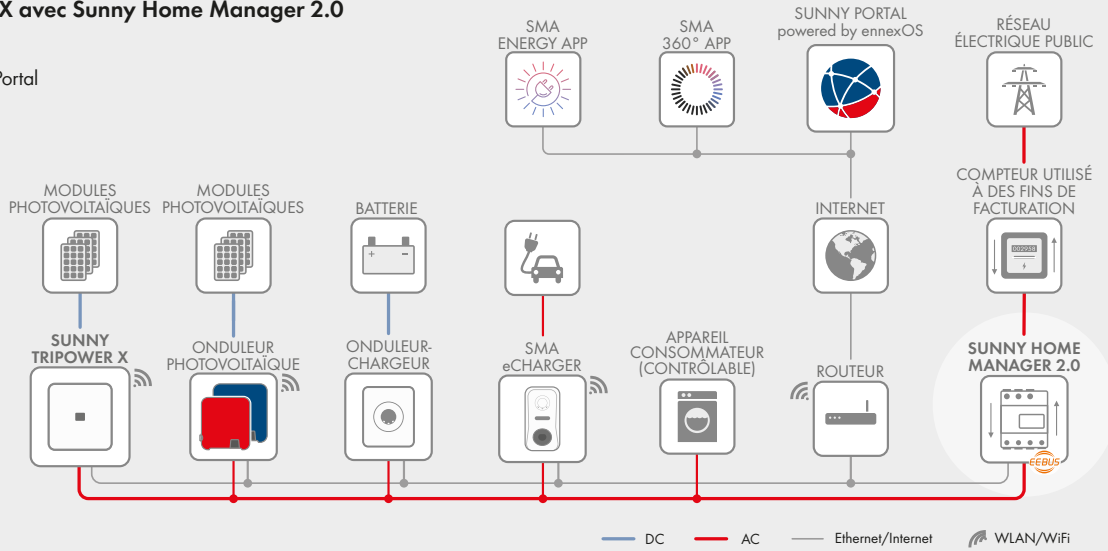 X avec Sunny Home Manager 2.0
Portal
SMA
ENERGY APP
SMA
360° APP
SUNNY PORTAL
powered by ennexOS
RÉSEAU
ÉLECTRIQUE PUBLIC
MODULES
PHOTOVOLTAÏQUES
MODULES
PHOTOVOLTAÏQUES
BATTERIE
INTERNET
COMPTEUR UTILISÉ
À DES FINS DE
FACTURATION
002938
SUNNY
TRIPOWER X
ONDULEUR
PHOTOVOLTAÏQUE
ONDULEUR-
CHARGEUR
SMA
eCHARGER
APPAREIL
CONSOMMATEUR
(CONTRÔLABLE)
ROUTEUR
SUNNY HOME
MANAGER 2.0
EEBUS
DC
AC
Ethernet/Internet
WLAN/WiFi